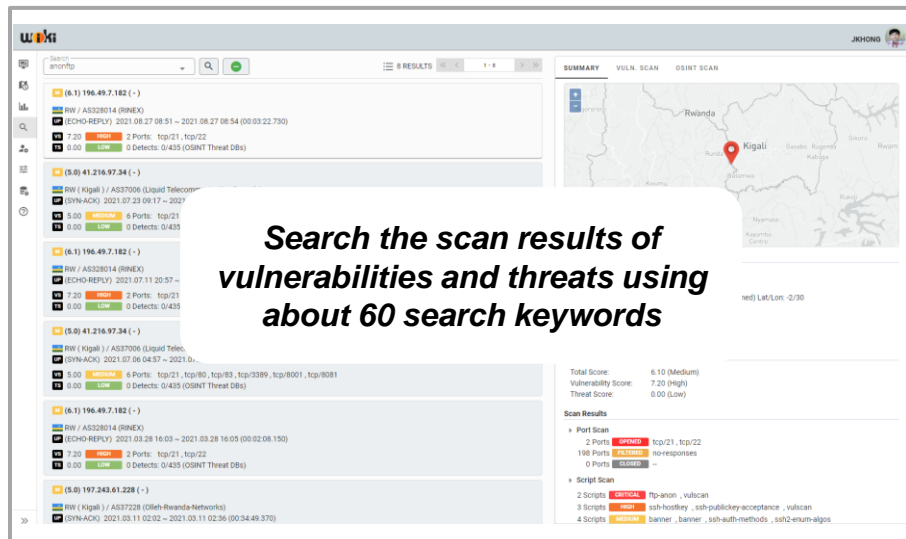 woki
JKHONG
Search
anonftp
8 RESULTS
1 - 8
SUMMARY
VULN. SCAN
OSINT SCAN
M (6.1) 196.49.7.182 ( - )
RW / AS328014 (RINEX)
UP (ECHO-REPLY) 2021.08.27 08:51 ~ 2021.08.27 08:54 (00:03:22.730)
VS 7.20 HIGH 2 Ports: tcp/21 , tcp/22
TS 0.00 LOW 0 Detects: 0/435 (OSINT Threat DBs)
M (5.0) 41.216.97.34 ( - )
RW ( Kigali ) / AS37006 (Liquid Telecomm
UP (SYN-ACK) 2021.07.23 09:17 ~ 202
VS 5.00 MEDIUM 6 Ports: tcp/21
TS 0.00 LOW 0 Detects: 0/435
M (6.1) 196.49.7.182 ( - )
RW / AS328014 (RINEX)
UP (ECHO-REPLY) 2021.07.11 20:57 ~
VS 7.20 HIGH 2 Ports: tcp/21
TS 0.00 LOW 0 Detects: 0/435
M (5.0) 41.216.97.34 ( - )
RW ( Kigali ) / AS37006 (Liquid Telec
UP (SYN-ACK) 2021.07.06 04:57 ~ 2021.07
VS 5.00 MEDIUM 6 Ports: tcp/21 , tcp/80 , tcp/83 , tcp/3389 , tcp/8001 , tcp/8081
TS 0.00 LOW 0 Detects: 0/435 (OSINT Threat DBs)
M (6.1) 196.49.7.182 ( - )
RW / AS328014 (RINEX)
UP (ECHO-REPLY) 2021.03.28 16:03 ~ 2021.03.28 16:05 (00:02:08.150)
VS 7.20 HIGH 2 Ports: tcp/21 , tcp/22
TS 0.00 LOW 0 Detects: 0/435 (OSINT Threat DBs)
M (5.0) 197.243.61.228 ( - )
RW ( Kigali ) / AS37228 (Olleh-Rwanda-Networks)
UP (SYN-ACK) 2021.03.11 02:02 ~ 2021.03.11 02:36 (00:34:49.370)
Search the scan results of
vulnerabilities and threats using
about 60 search keywords
Rwanda
Kigali
Gasabo
Kabuga
Nyamata
ned) Lat/Lon: -2/30
Total Score: 6.10 (Medium)
Vulnerability Score: 7.20 (High)
Threat Score: 0.00 (Low)
Scan Results
Port Scan
2 Ports OPENED tcp/21 , tcp/22
198 Ports FILTERED no-responses
0 Ports CLOSED --
Script Scan
2 Scripts CRITICAL ftp-anon , vulscan
3 Scripts HIGH ssh-hostkey , ssh-publickey-acceptance , vulscan
4 Scripts MEDIUM banner , banner , ssh-auth-methods , ssh2-enum-algos